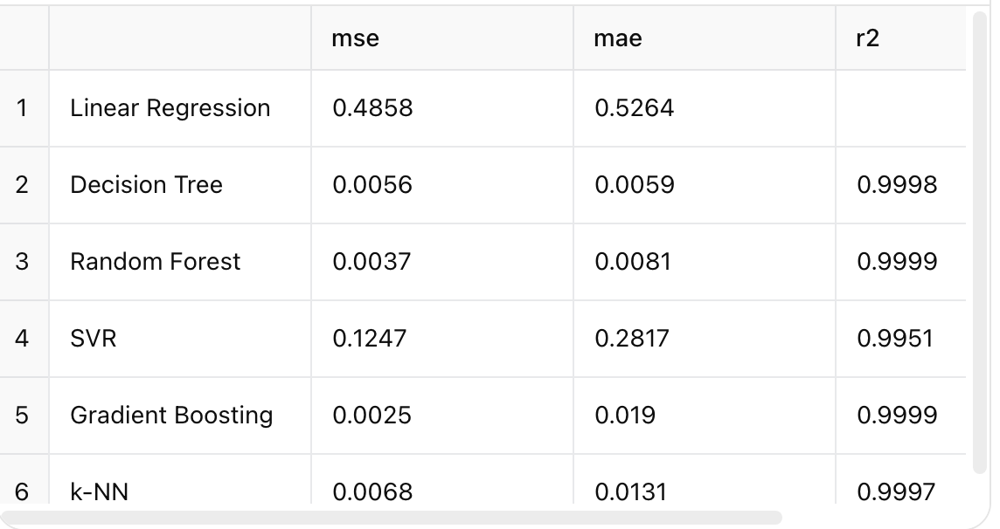 mse mae r2
1 Linear Regression 0.4858 0.5264
2 Decision Tree 0.0056 0.0059 0.9998
3 Random Forest 0.0037 0.0081 0.9999
4 SVR 0.1247 0.2817 0.9951
5 Gradient Boosting 0.0025 0.019 0.9999
6 k-NN 0.0068 0.0131 0.9997